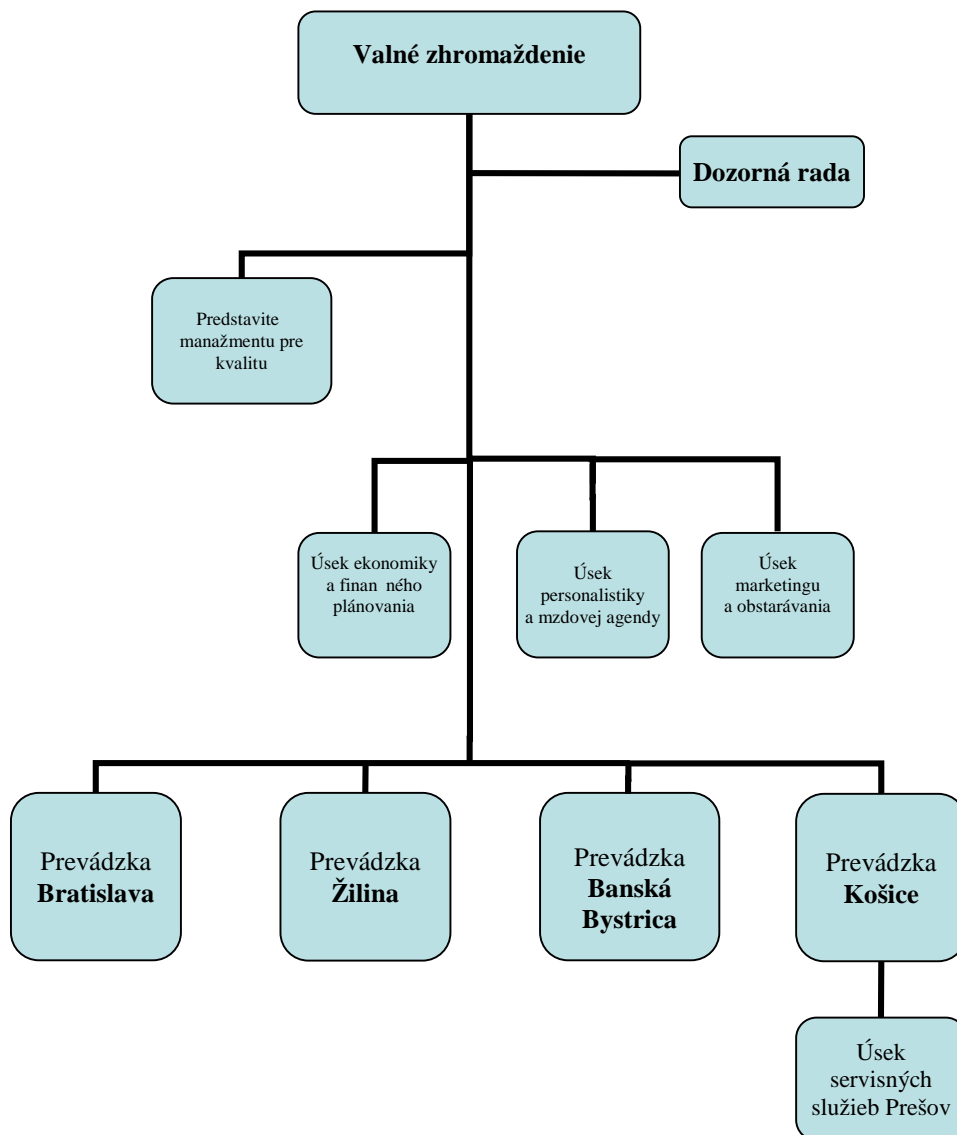 Valné zhromaždenie
Dozorná rada
Predstavite
manažmentu pre
kvalitu
Úsek ekonomiky
a finan ného
plánovania
Úsek
personalistiky
a mzdovej agendy
Úsek
marketingu
a obstarávania
Prevádzka
Bratislava
Prevádzka
Žilina
Prevádzka
Banská
Bystrica
Prevádzka
Košice
Úsek
servisných
služieb Prešov